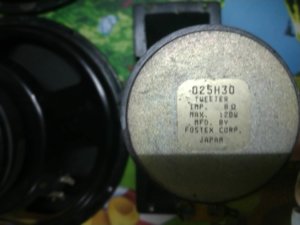 025H30
TWEETER
IMP. 8Ω
MAX. 120W
MFD. BY
FOSTEX CORP.
JAPAN